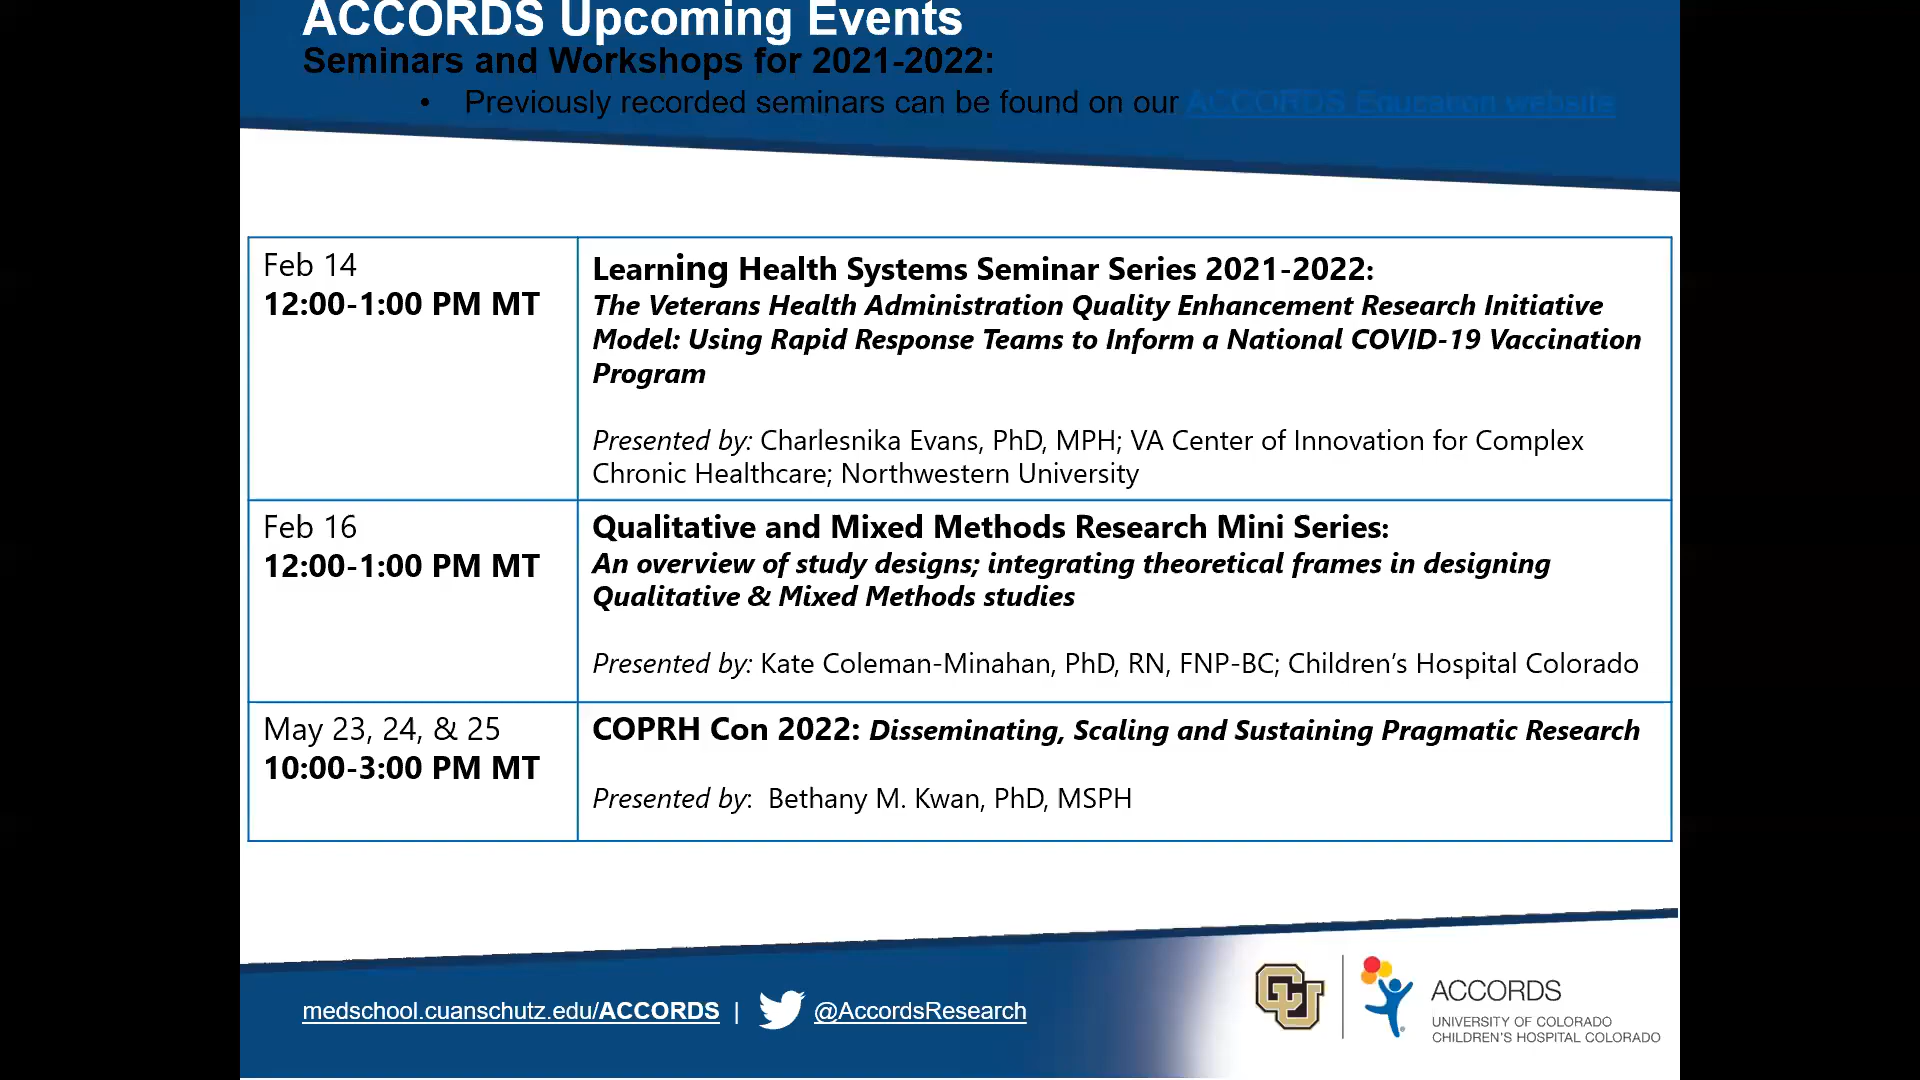 ACCORDS Upcoming Events
Seminars and Workshops for 2021-2022:
• Previously recorded seminars can be found on our ACCORDS Education website
Feb 14
12:00-1:00 PM MT
Learning Health Systems Seminar Series 2021-2022:
The Veterans Health Administration Quality Enhancement Research Initiative
Model: Using Rapid Response Teams to Inform a National COVID-19 Vaccination
Program
Presented by: Charlesnika Evans, PhD, MPH; VA Center of Innovation for Complex
Chronic Healthcare; Northwestern University
Feb 16
12:00-1:00 PM MT
Qualitative and Mixed Methods Research Mini Series:
An overview of study designs; integrating theoretical frames in designing
Qualitative & Mixed Methods studies
Presented by: Kate Coleman-Minahan, PhD, RN, FNP-BC; Children’s Hospital Colorado
May 23, 24, & 25
10:00-3:00 PM MT
COPRH Con 2022: Disseminating, Scaling and Sustaining Pragmatic Research
Presented by: Bethany M. Kwan, PhD, MSPH
medschool.cuanschutz.edu/ACCORDS | @AccordsResearch
CU
ACCORDS
UNIVERSITY OF COLORADO
CHILDREN'S HOSPITAL COLORADO